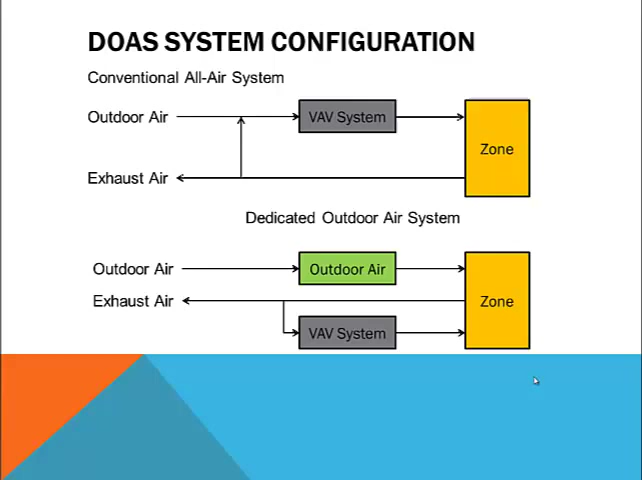 DOAS SYSTEM CONFIGURATION
Conventional All-Air System
Outdoor Air
VAV System
Zone
Exhaust Air
Dedicated Outdoor Air System
Outdoor Air
Outdoor Air
Exhaust Air
Zone
VAV System